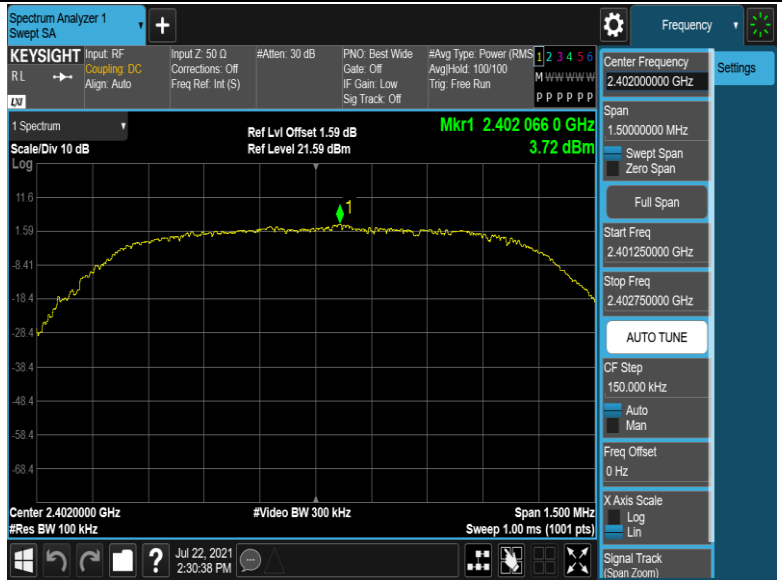 Spectrum Analyzer 1
Swept SA
Frequency
KEYSIGHT
RL
LXI
Input: RF
Coupling: DC
Align: Auto
Input Z: 50 Ω
Corrections: Off
Freq Ref: Int (S)
#Atten: 30 dB
PNO: Best Wide
Gate: Off
IF Gain: Low
Sig Track: Off
#Avg Type: Power (RMS
Avg|Hold: 100/100
Trig: Free Run
1 2 3 4 5 6
M W W W W W
P P P P P P
Center Frequency
2.402000000 GHz
Settings
Span
1.50000000 MHz
Swept Span
Zero Span
Full Span
Start Freq
2.401250000 GHz
Stop Freq
2.402750000 GHz
AUTO TUNE
CF Step
150.000 kHz
Auto
Man
Freq Offset
0 Hz
X Axis Scale
Log
Lin
Signal Track
(Span Zoom)
1 Spectrum
Scale/Div 10 dB
Ref Lvl Offset 1.59 dB
Ref Level 21.59 dBm
Mkr1 2.402 066 0 GHz
3.72 dBm
Log
11.6
1.59
-8.41
-18.4
-28.4
-38.4
-48.4
-58.4
-68.4
1
Center 2.4020000 GHz
#Video BW 300 kHz
Span 1.500 MHz
#Res BW 100 kHz
Sweep 1.00 ms (1001 pts)
?
Jul 22, 2021
2:30:38 PM